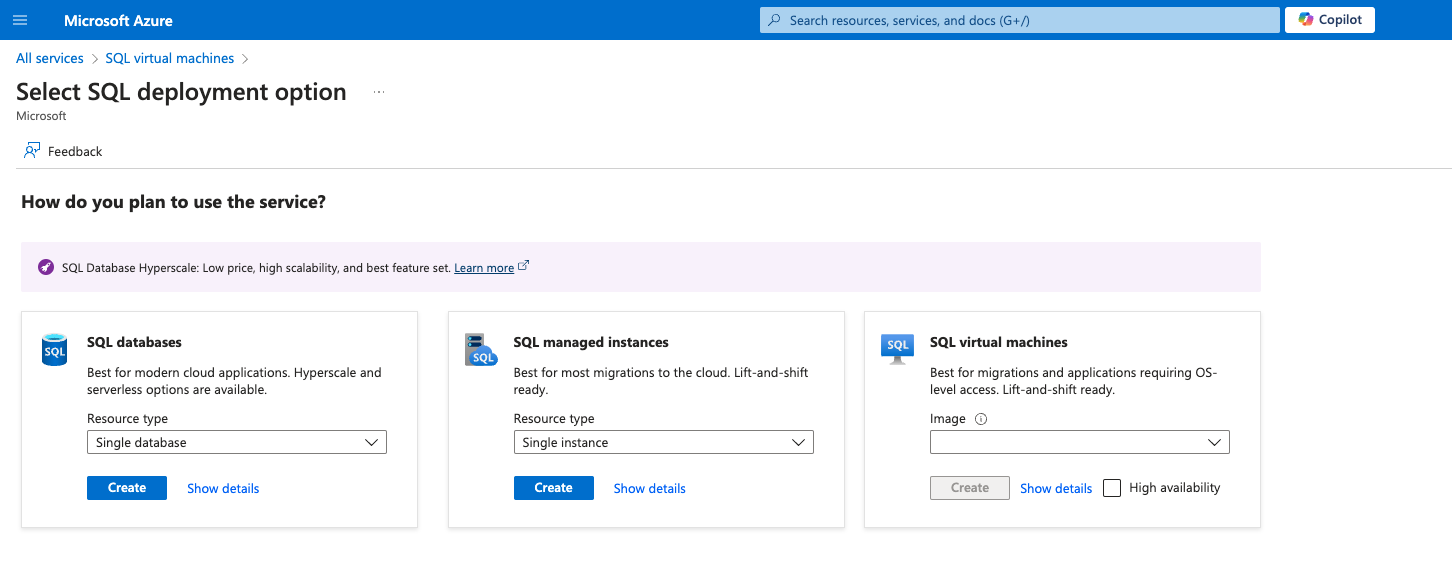 Microsoft Azure
Search resources, services, and docs (G+/)
Copilot
All services > SQL virtual machines >
Select SQL deployment option ...
Microsoft
Feedback
How do you plan to use the service?
SQL Database Hyperscale: Low price, high scalability, and best feature set. Learn more
SQL
SQL databases
Best for modern cloud applications. Hyperscale and
serverless options are available.
Resource type
Single database
Create
Show details
SQL
SQL managed instances
Best for most migrations to the cloud. Lift-and-shift
ready.
Resource type
Single instance
Create
Show details
SQL
SQL virtual machines
Best for migrations and applications requiring OS-
level access. Lift-and-shift ready.
Image
Create
Show details
High availability